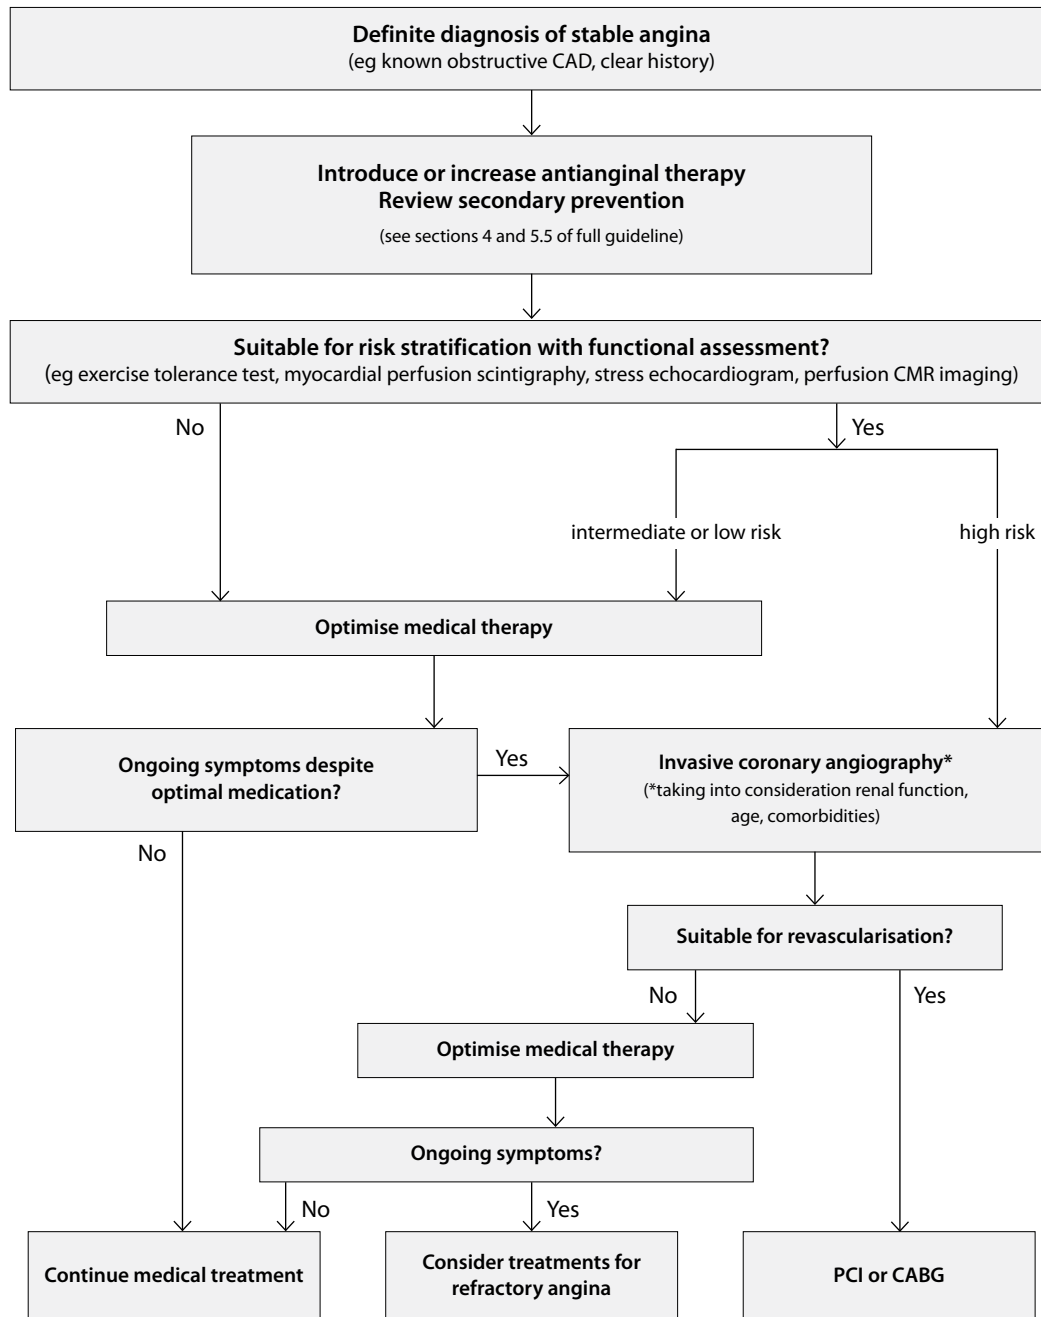 Definite diagnosis of stable angina
(eg known obstructive CAD, clear history)
Introduce or increase antianginal therapy
Review secondary prevention
(see sections 4 and 5.5 of full guideline)
Suitable for risk stratification with functional assessment?
(eg exercise tolerance test, myocardial perfusion scintigraphy, stress echocardiogram, perfusion CMR imaging)
No
Yes
intermediate or low risk
high risk
Optimise medical therapy
Ongoing symptoms despite
optimal medication?
Yes
Invasive coronary angiography*
(*taking into consideration renal function,
age, comorbidities)
No
Suitable for revascularisation?
No
Yes
Optimise medical therapy
Ongoing symptoms?
No
Yes
Continue medical treatment
Consider treatments for
refractory angina
PCI or CABG